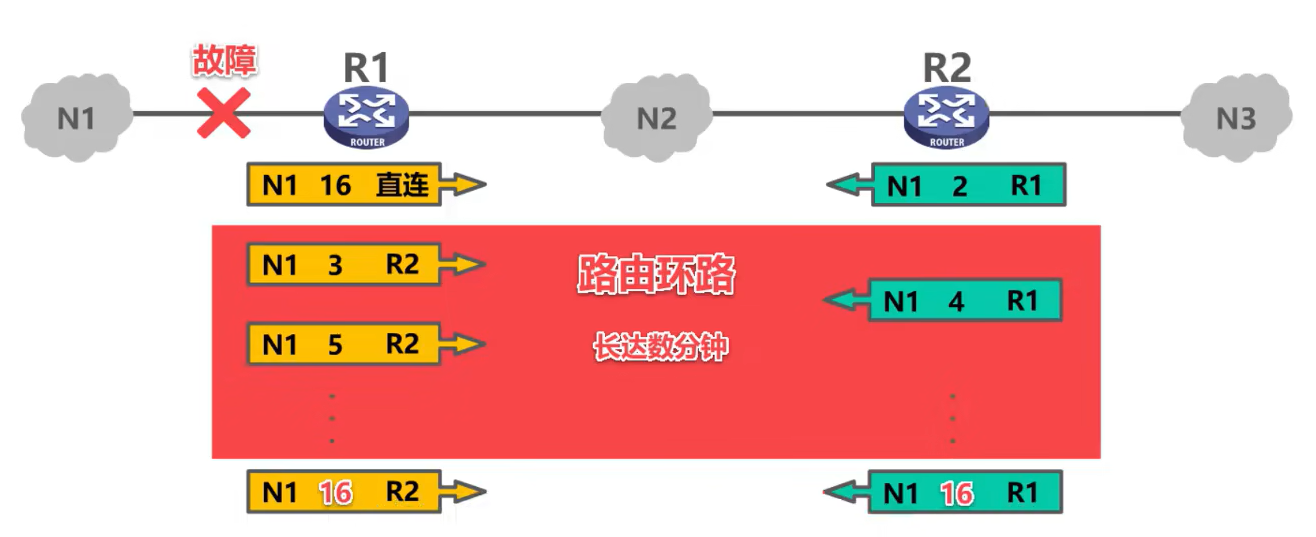 故障
R1
R2
N1
N2
N3
ROUTER
ROUTER
N1 16 直连
N1 2 R1
N1 3 R2
路由环路
N1 4 R1
N1 5 R2
长达数分钟
N1 16 R2
N1 16 R1